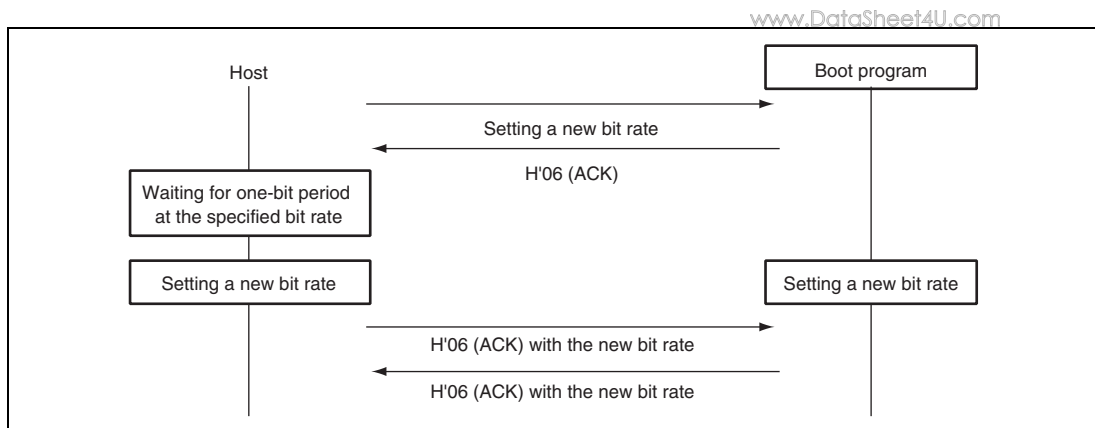 www.DataSheet4U.com
Host
Boot program
Setting a new bit rate
H'06 (ACK)
Waiting for one-bit period
at the specified bit rate
Setting a new bit rate
Setting a new bit rate
H'06 (ACK) with the new bit rate
H'06 (ACK) with the new bit rate